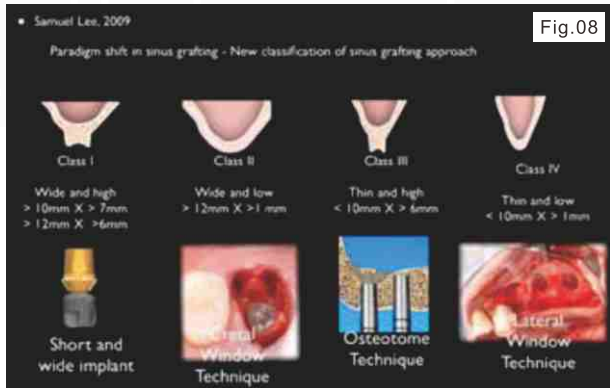 Fig.08
• Samuel Lee, 2009
Paradigm shift in sinus grafting - New classification of sinus grafting approach
Class I
Class II
Class III
Class IV
Wide and high
> 10mm X > 7mm
> 12mm X >6mm
Wide and low
> 12mm X >1 mm
Thin and high
< 10mm X > 6mm
Thin and low
< 10mm X > 1mm
Short and
wide implant
Crestal
Window
Technique
Osteotome
Technique
Lateral
Window
Technique